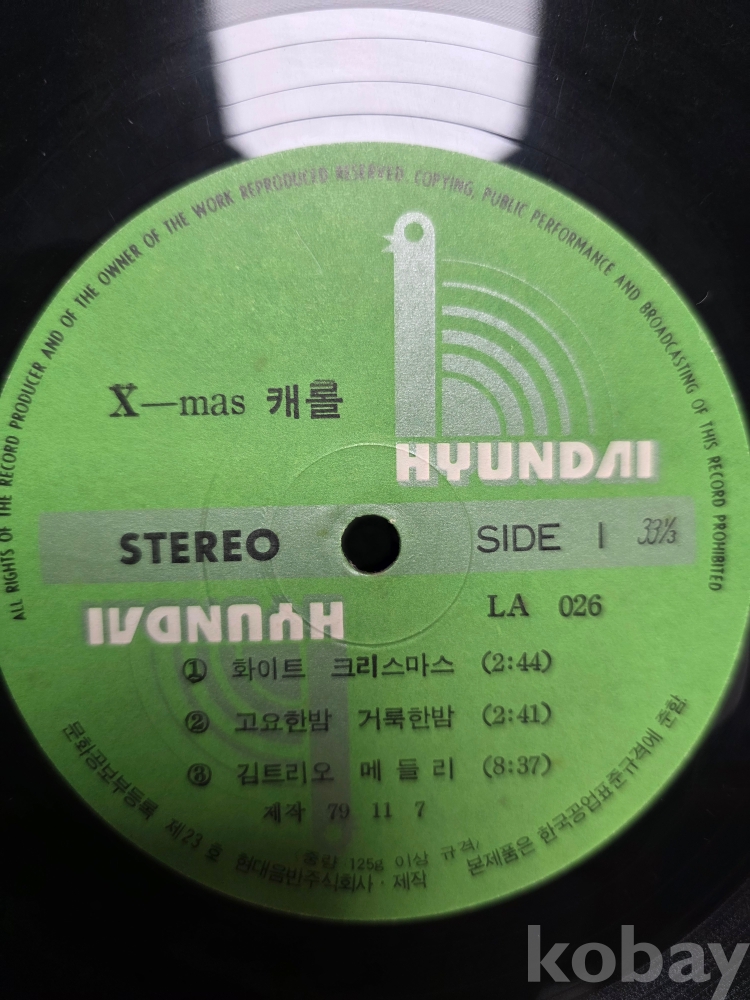 ALL RIGHTS OF THE RECORD PRODUCER AND OF THE OWNER OF THE WORK REPRODUCED RESERVED. COPYING, PUBLIC PERFORMANCE AND BROADCASTING OF THIS RECORD PROHIBITED
X—mas 캐롤
HYUNDAI
STEREO SIDE I 33⅓
HYUNDAI
LA 026
① 화이트 크리스마스 (2:44)
② 고요한밤 거룩한밤 (2:41)
③ 김트리오 메들리 (8:37)
제작 79 11 7
중량 125g 이상 규격/
문화공보부등록 제23호 현대음반주식회사·제작 본제품은 한국공업표준규격에 준함
kobay